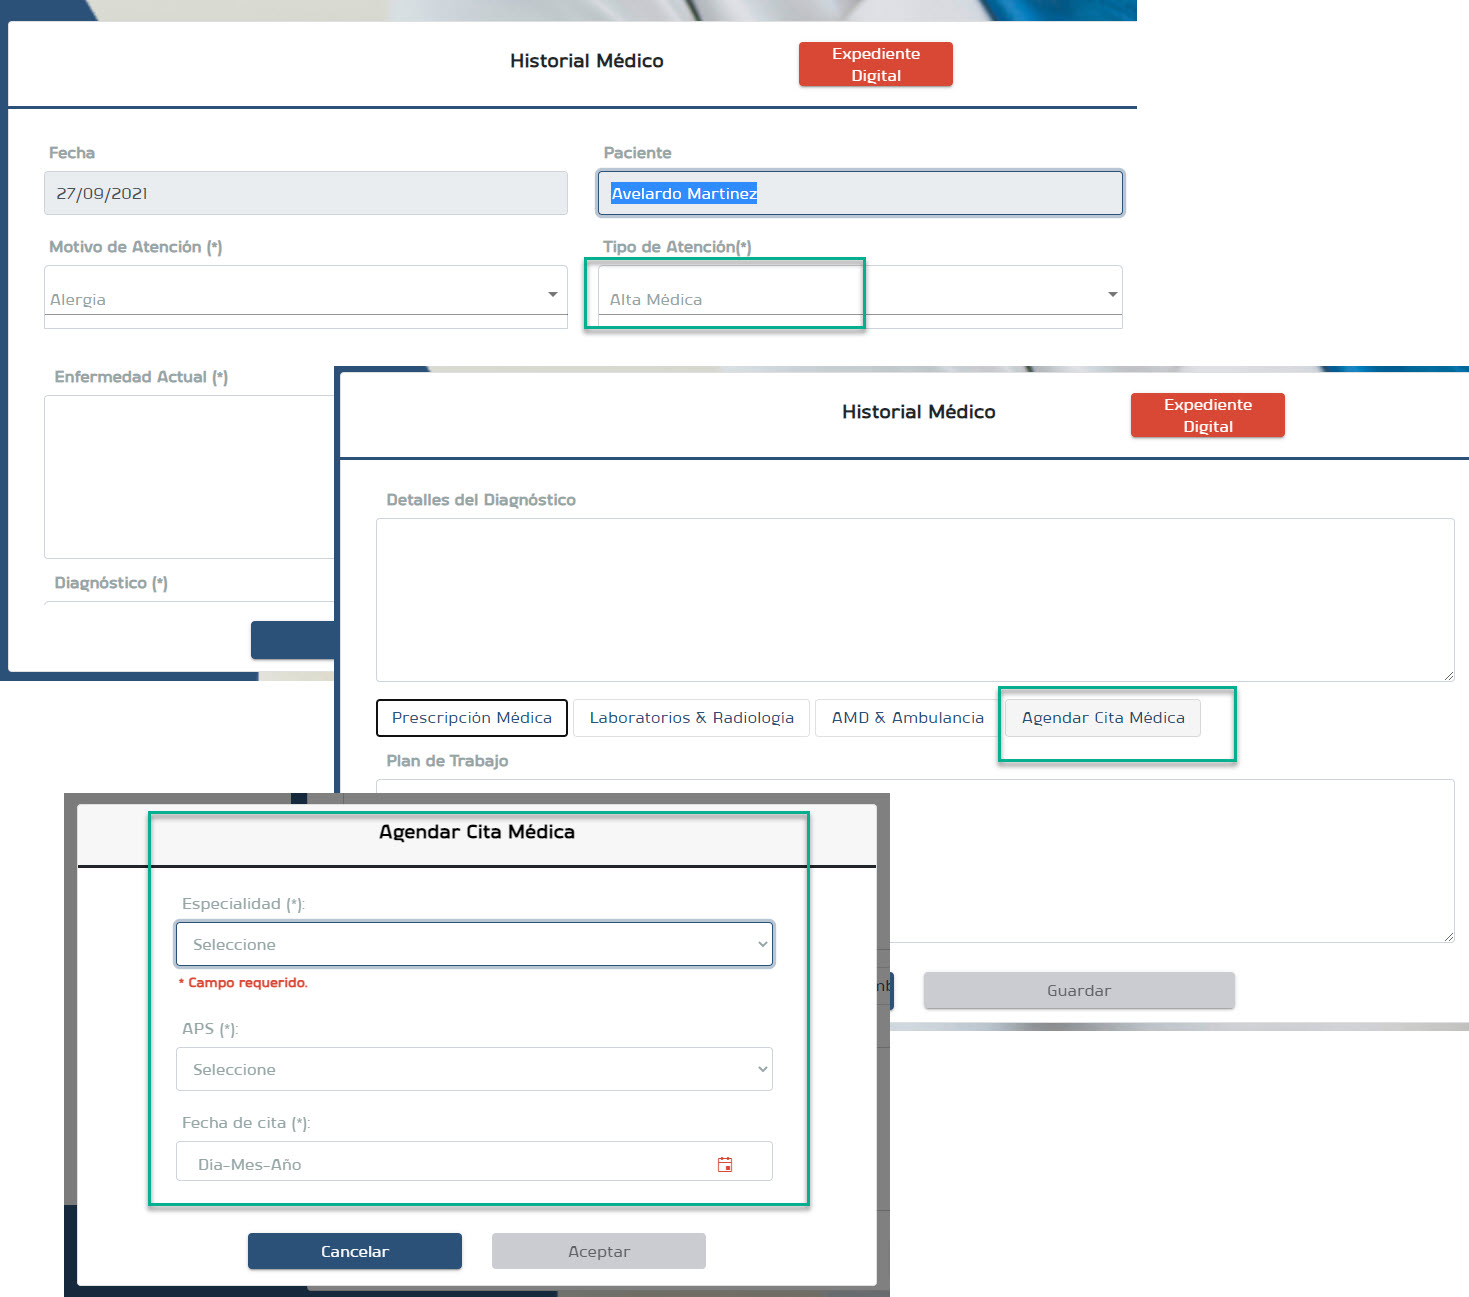 Historial Médico
Expediente
Digital
Fecha
Paciente
27/09/2021
Avelardo Martinez
Motivo de Atención (*)
Tipo de Atención(*)
Alergia
Alta Médica
Enfermedad Actual (*)
Diagnóstico (*)
Historial Médico
Expediente
Digital
Detalles del Diagnóstico
Prescripción Médica
Laboratorios & Radiología
AMD & Ambulancia
Agendar Cita Médica
Plan de Trabajo
Guardar
Agendar Cita Médica
Especialidad (*):
Seleccione
* Campo requerido.
APS (*):
Seleccione
Fecha de cita (*):
Día-Mes-Año
Cancelar
Aceptar